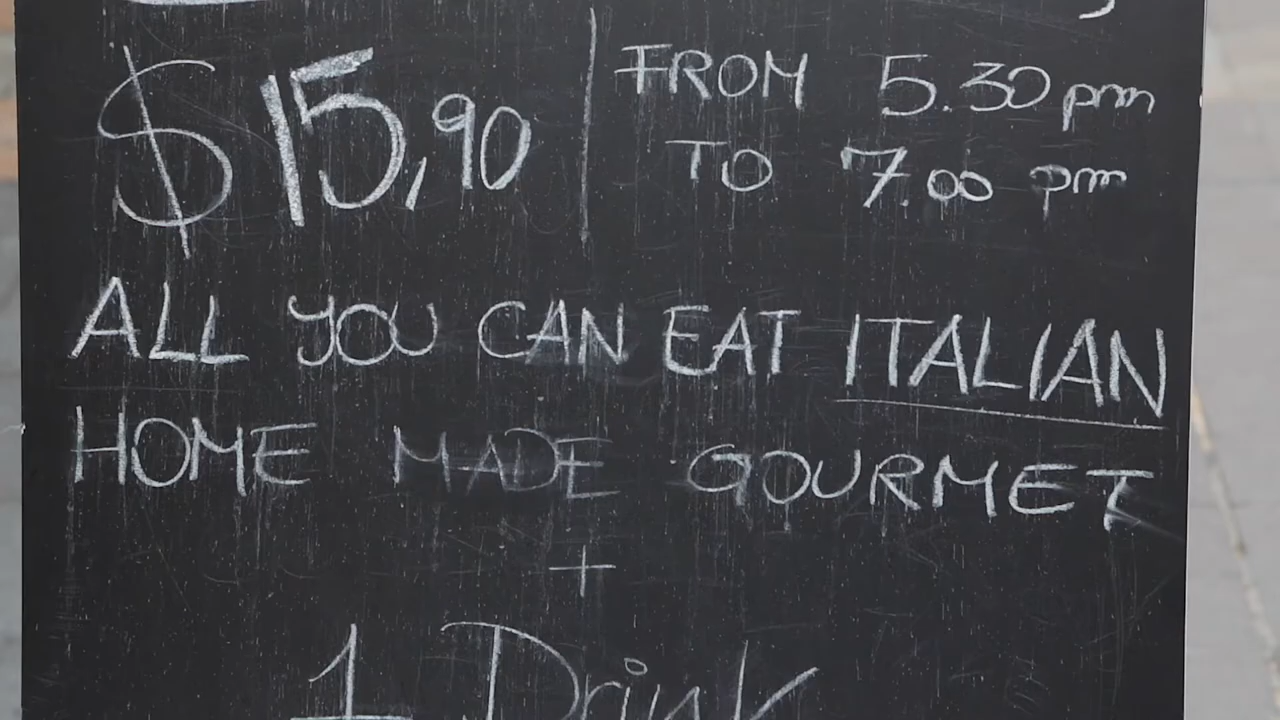 $15,90 FROM 5.30 pm
TO 7.00 pm
ALL YOU CAN EAT ITALIAN
HOME MADE GOURMET
+
1 Drink